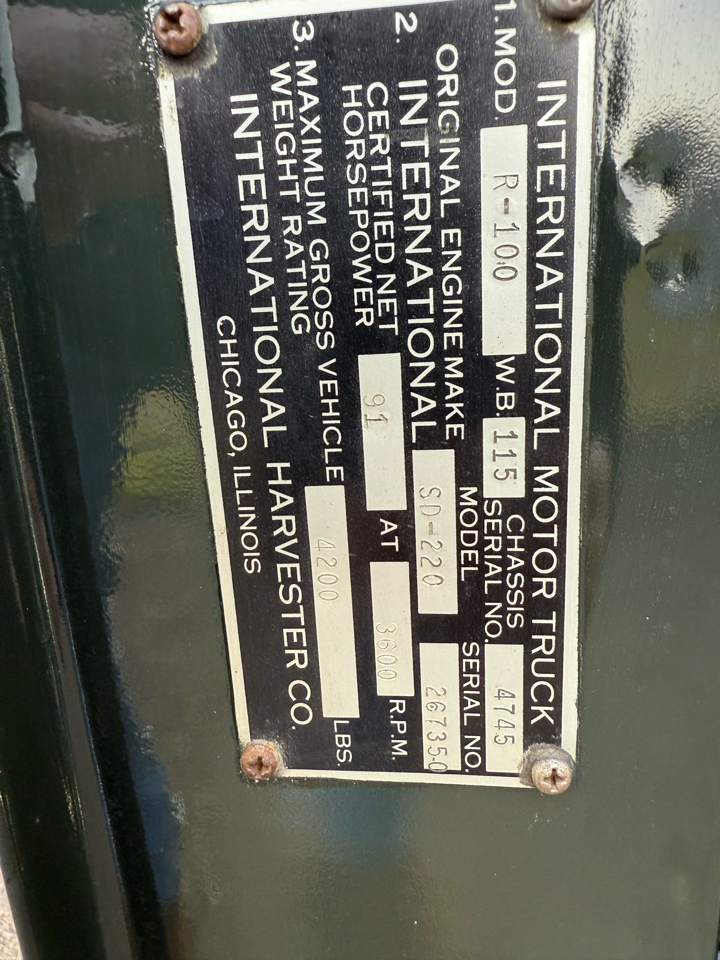 INTERNATIONAL MOTOR TRUCK
1. MOD. R-100 W.B. 115 CHASSIS SERIAL NO. 4745
2. ORIGINAL ENGINE MAKE INTERNATIONAL MODEL SD-220 SERIAL NO. 267350
CERTIFIED NET HORSEPOWER 91 AT 3600 R.P.M.
3. MAXIMUM GROSS VEHICLE WEIGHT RATING 4200 LBS.
INTERNATIONAL HARVESTER CO.
CHICAGO, ILLINOIS